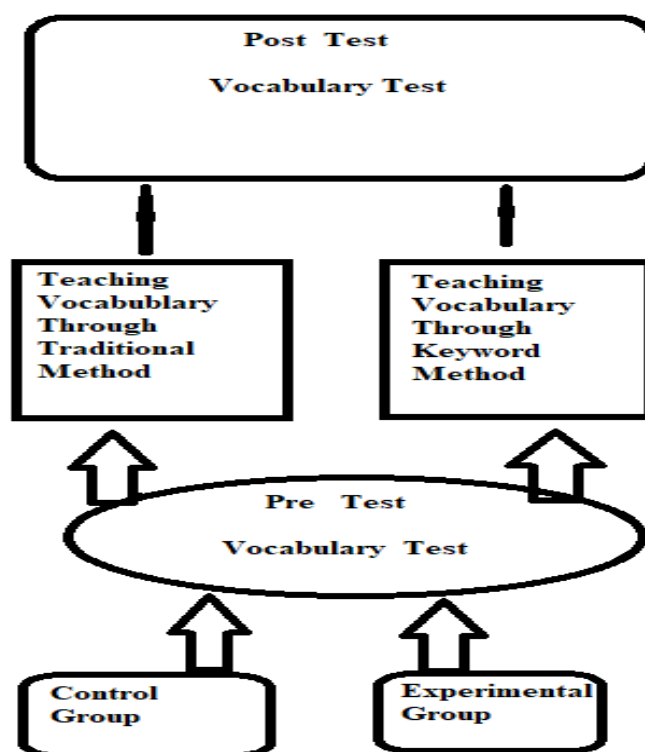 Post Test
Vocabulary Test
Teaching
Vocabublary
Through
Traditional
Method
Teaching
Vocabulary
Through
Keyword
Method
Pre Test
Vocabulary Test
Control
Group
Experimental
Group